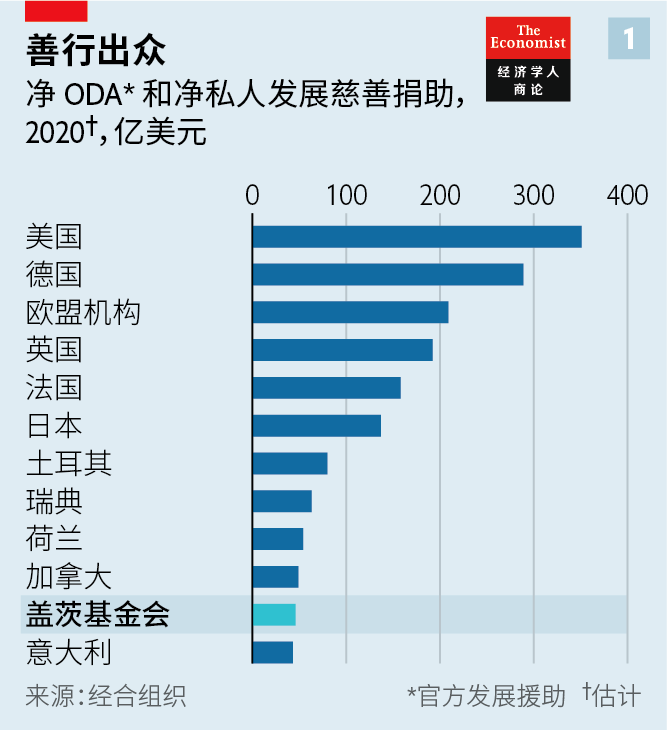 The
Economist
经济学人
商论
1
善行出众
净 ODA* 和净私人发展慈善捐助，
2020†，亿美元
0 100 200 300 400
美国
德国
欧盟机构
英国
法国
日本
土耳其
瑞典
荷兰
加拿大
盖茨基金会
意大利
来源：经合组织 *官方发展援助 †估计